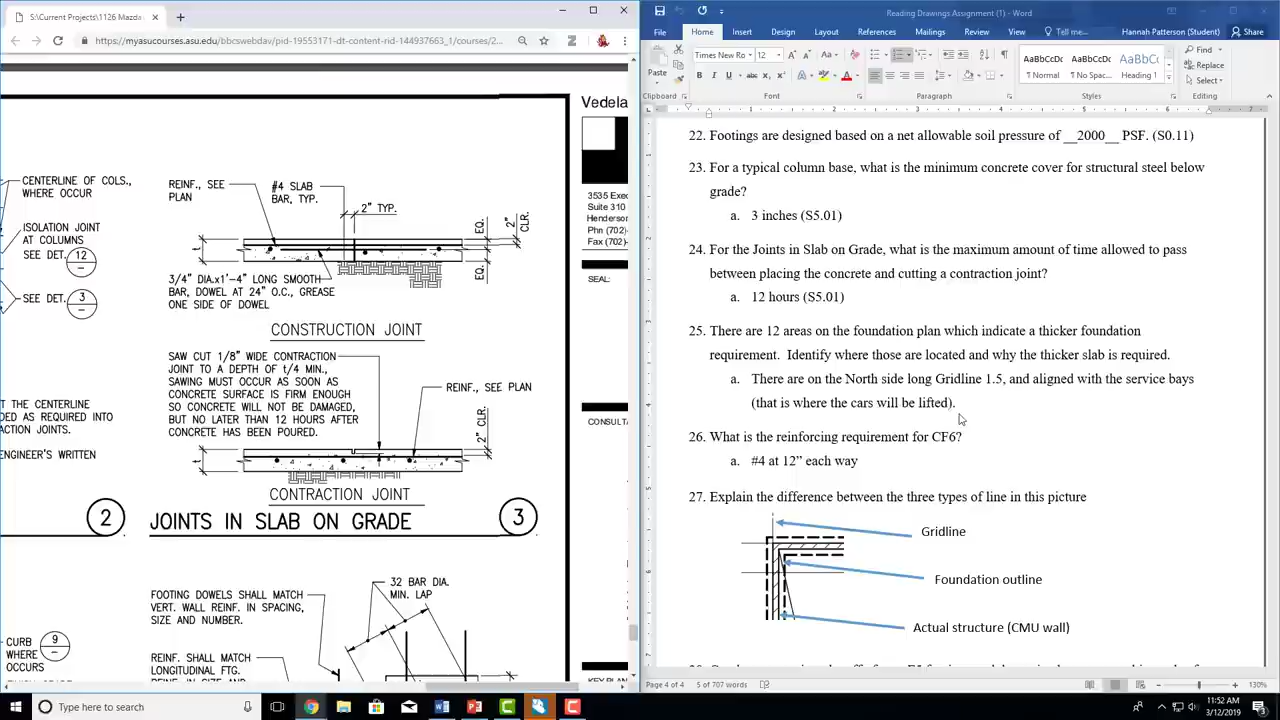 S:\Current Projects\1126 Mazda
https://myasucourses.asu.edu/bbcswebdav/pid-19553171-dt-content-rid-144937663_1/courses/2...
CENTERLINE OF COLS.,
WHERE OCCUR
ISOLATION JOINT
AT COLUMNS
SEE DET.
12
SEE DET.
3
T THE CENTERLINE
DED AS REQUIRED INTO
ACTION JOINTS.
ENGINEER'S WRITTEN
2
REINF., SEE
PLAN
#4 SLAB
BAR, TYP.
2" TYP.
EQ.
EQ.
2"
CLR.
t
3/4" DIA.x1'-4" LONG SMOOTH
BAR, DOWEL AT 24" O.C., GREASE
ONE SIDE OF DOWEL
CONSTRUCTION JOINT
SAW CUT 1/8" WIDE CONTRACTION
JOINT TO A DEPTH OF t/4 MIN.,
SAWING MUST OCCUR AS SOON AS
CONCRETE SURFACE IS FIRM ENOUGH
SO CONCRETE WILL NOT BE DAMAGED,
BUT NO LATER THAN 12 HOURS AFTER
CONCRETE HAS BEEN POURED.
REINF., SEE PLAN
2" CLR.
t
CONTRACTION JOINT
JOINTS IN SLAB ON GRADE
3
FOOTING DOWELS SHALL MATCH
VERT. WALL REINF. IN SPACING,
SIZE AND NUMBER.
32 BAR DIA.
MIN. LAP
CURB
WHERE
OCCURS
9
REINF. SHALL MATCH
LONGITUDINAL FTG.
REINF. IN SIZE AND
Vedela
3535 Exec
Suite 310
Henderson
Phn (702)-
Fax (702)-
SEAL:
CONSULTA
KEY PLAN
Reading Drawings Assignment (1) - Word
File Home Insert Draw Design Layout References Mailings Review View Tell me... Hannah Patterson (Student) Share
Paste
Times New Ro 12
AaBbCcDc AaBbCcDc AaBbCc
¶ Normal ¶ No Spac... Heading 1
Find
Replace
Select
Clipboard Font Paragraph Styles Editing
22. Footings are designed based on a net allowable soil pressure of __2000__ PSF. (S0.11)
23. For a typical column base, what is the minimum concrete cover for structural steel below
grade?
a. 3 inches (S5.01)
24. For the Joints in Slab on Grade, what is the maximum amount of time allowed to pass
between placing the concrete and cutting a contraction joint?
a. 12 hours (S5.01)
25. There are 12 areas on the foundation plan which indicate a thicker foundation
requirement. Identify where those are located and why the thicker slab is required.
a. There are on the North side long Gridline 1.5, and aligned with the service bays
(that is where the cars will be lifted).
26. What is the reinforcing requirement for CF6?
a. #4 at 12” each way
27. Explain the difference between the three types of line in this picture
Gridline
Foundation outline
Actual structure (CMU wall)
Page 4 of 4 5 of 707 words
130%
Type here to search
11:52 AM
3/12/2019